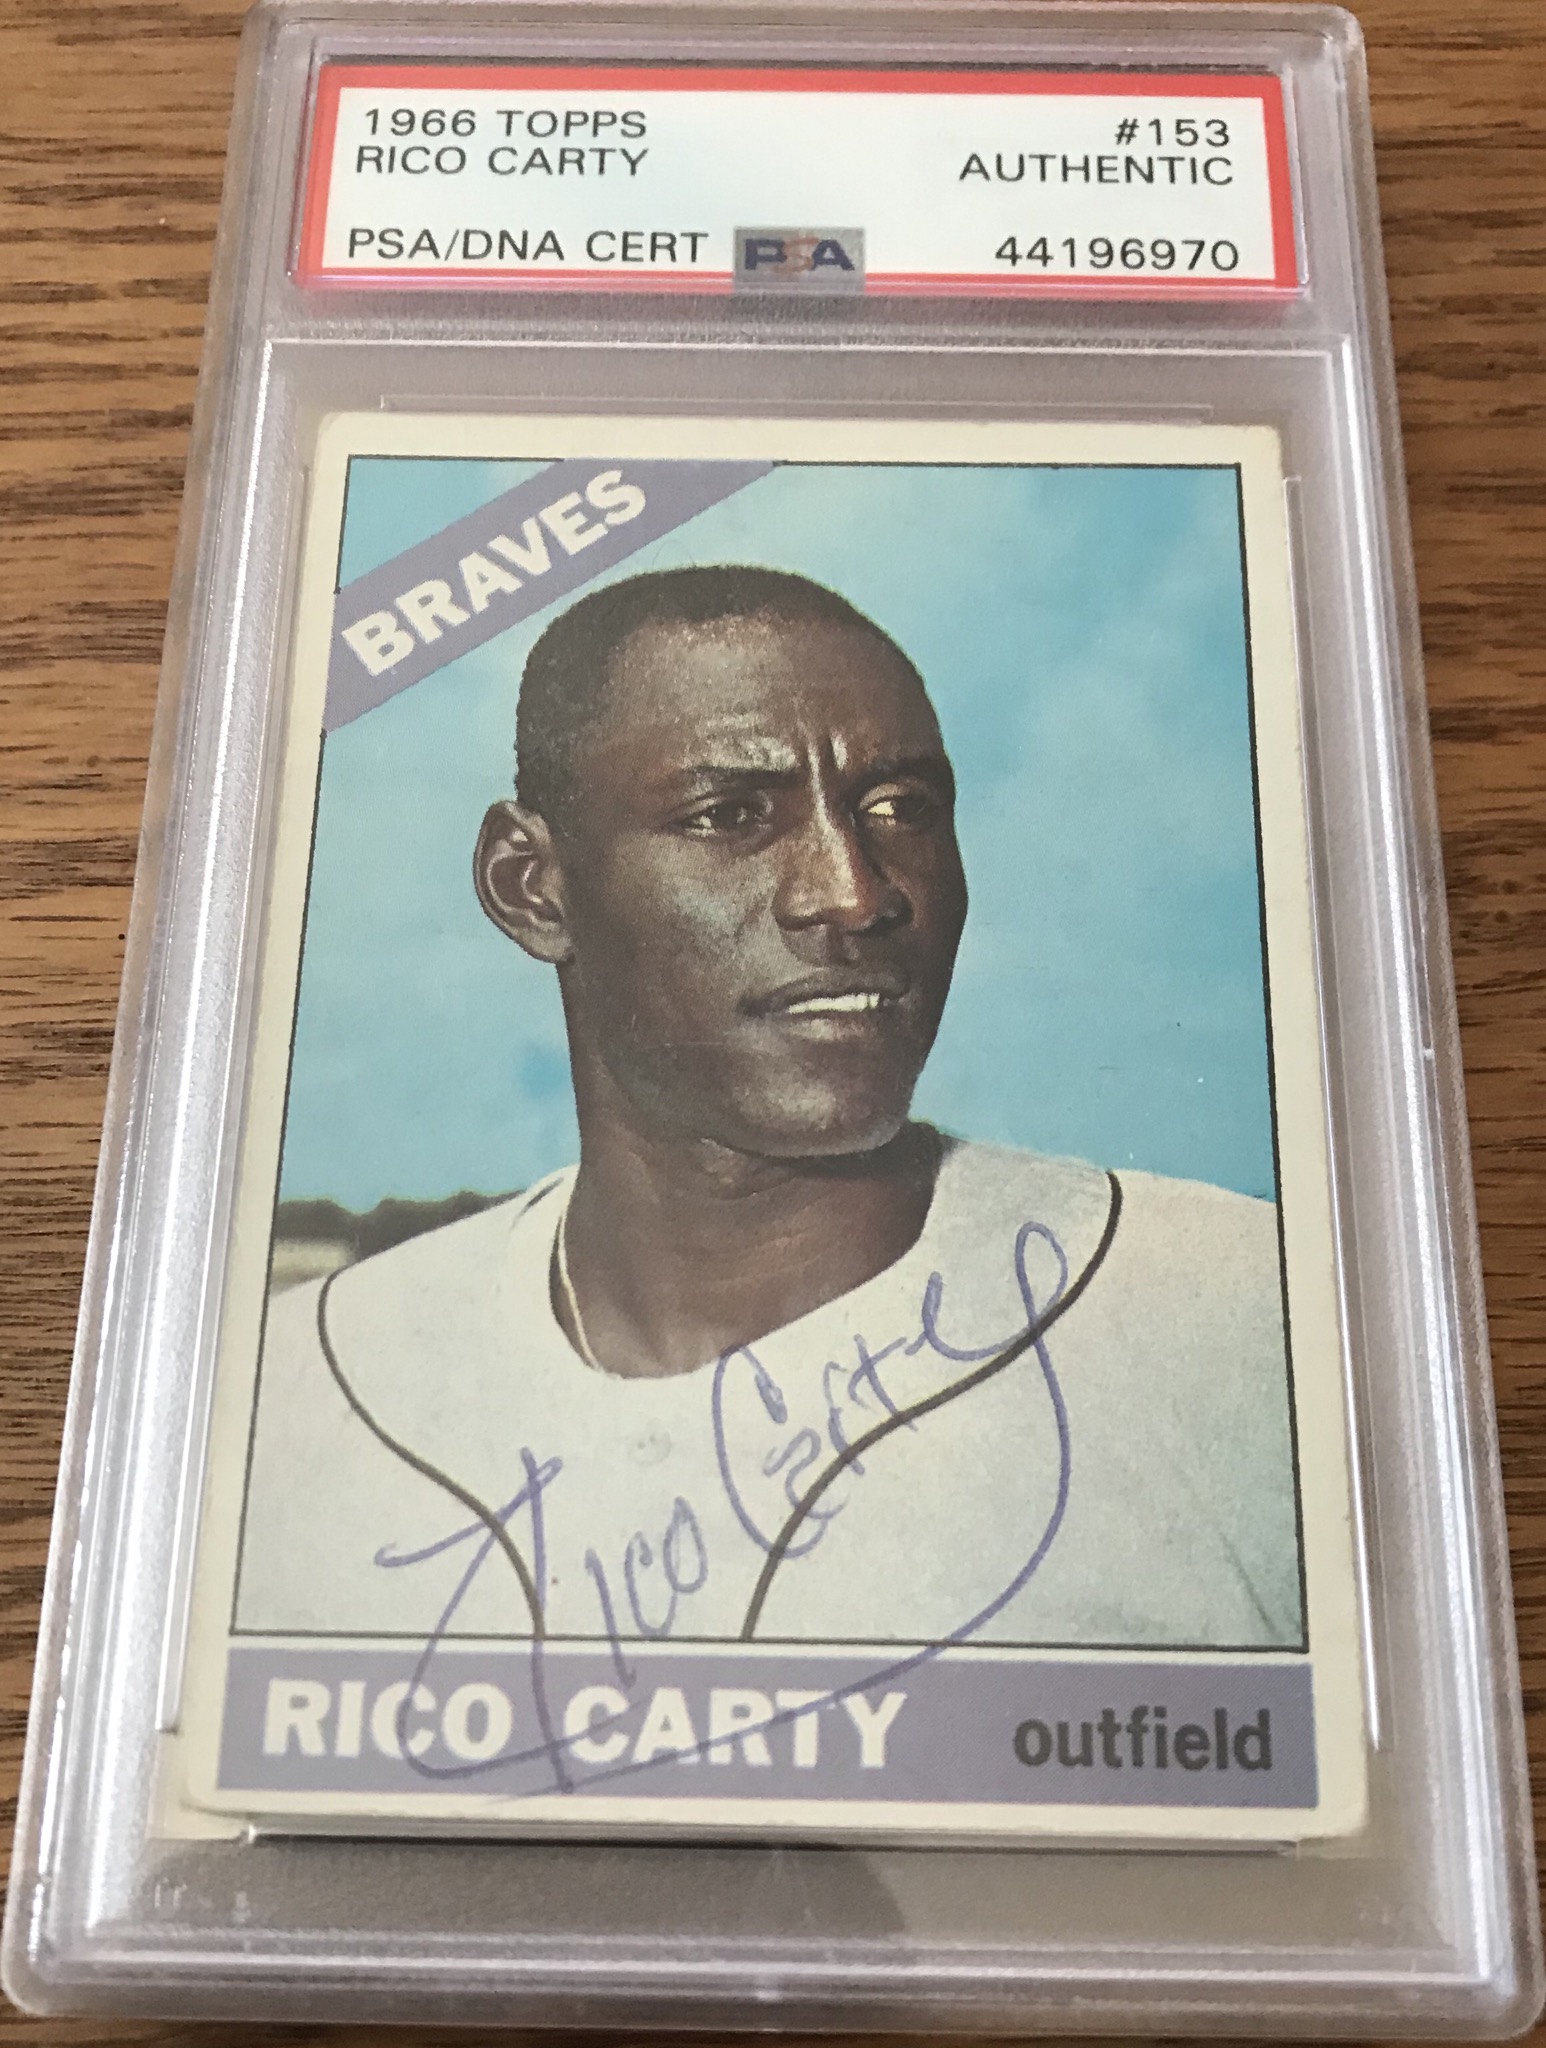 1966 TOPPS #153
RICO CARTY AUTHENTIC
PSA/DNA CERT PSA 44196970
BRAVES
Rico Carty
RICO CARTY outfield